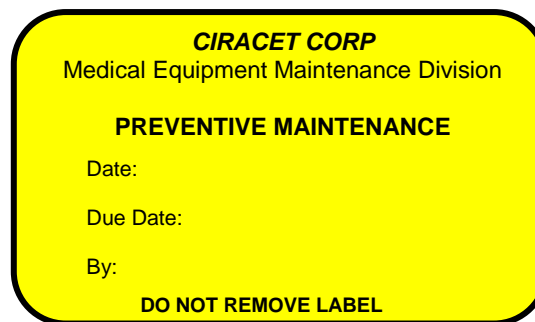 CIRACET CORP
Medical Equipment Maintenance Division
PREVENTIVE MAINTENANCE
Date:
Due Date:
By:
DO NOT REMOVE LABEL